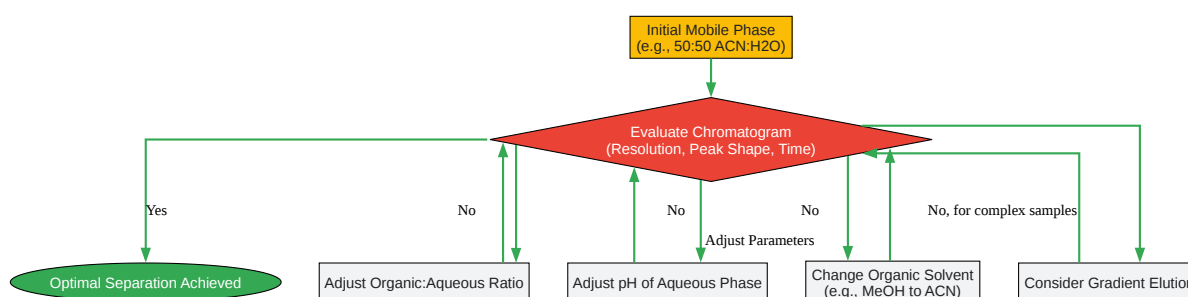 Initial Mobile Phase
(e.g., 50:50 ACN:H2O)
Evaluate Chromatogram
(Resolution, Peak Shape, Time)
Yes
No
No
No
No, for complex samples
Adjust Parameters
Optimal Separation Achieved
Adjust Organic:Aqueous Ratio
Adjust pH of Aqueous Phase
Change Organic Solvent
(e.g., MeOH to ACN)
Consider Gradient Elution